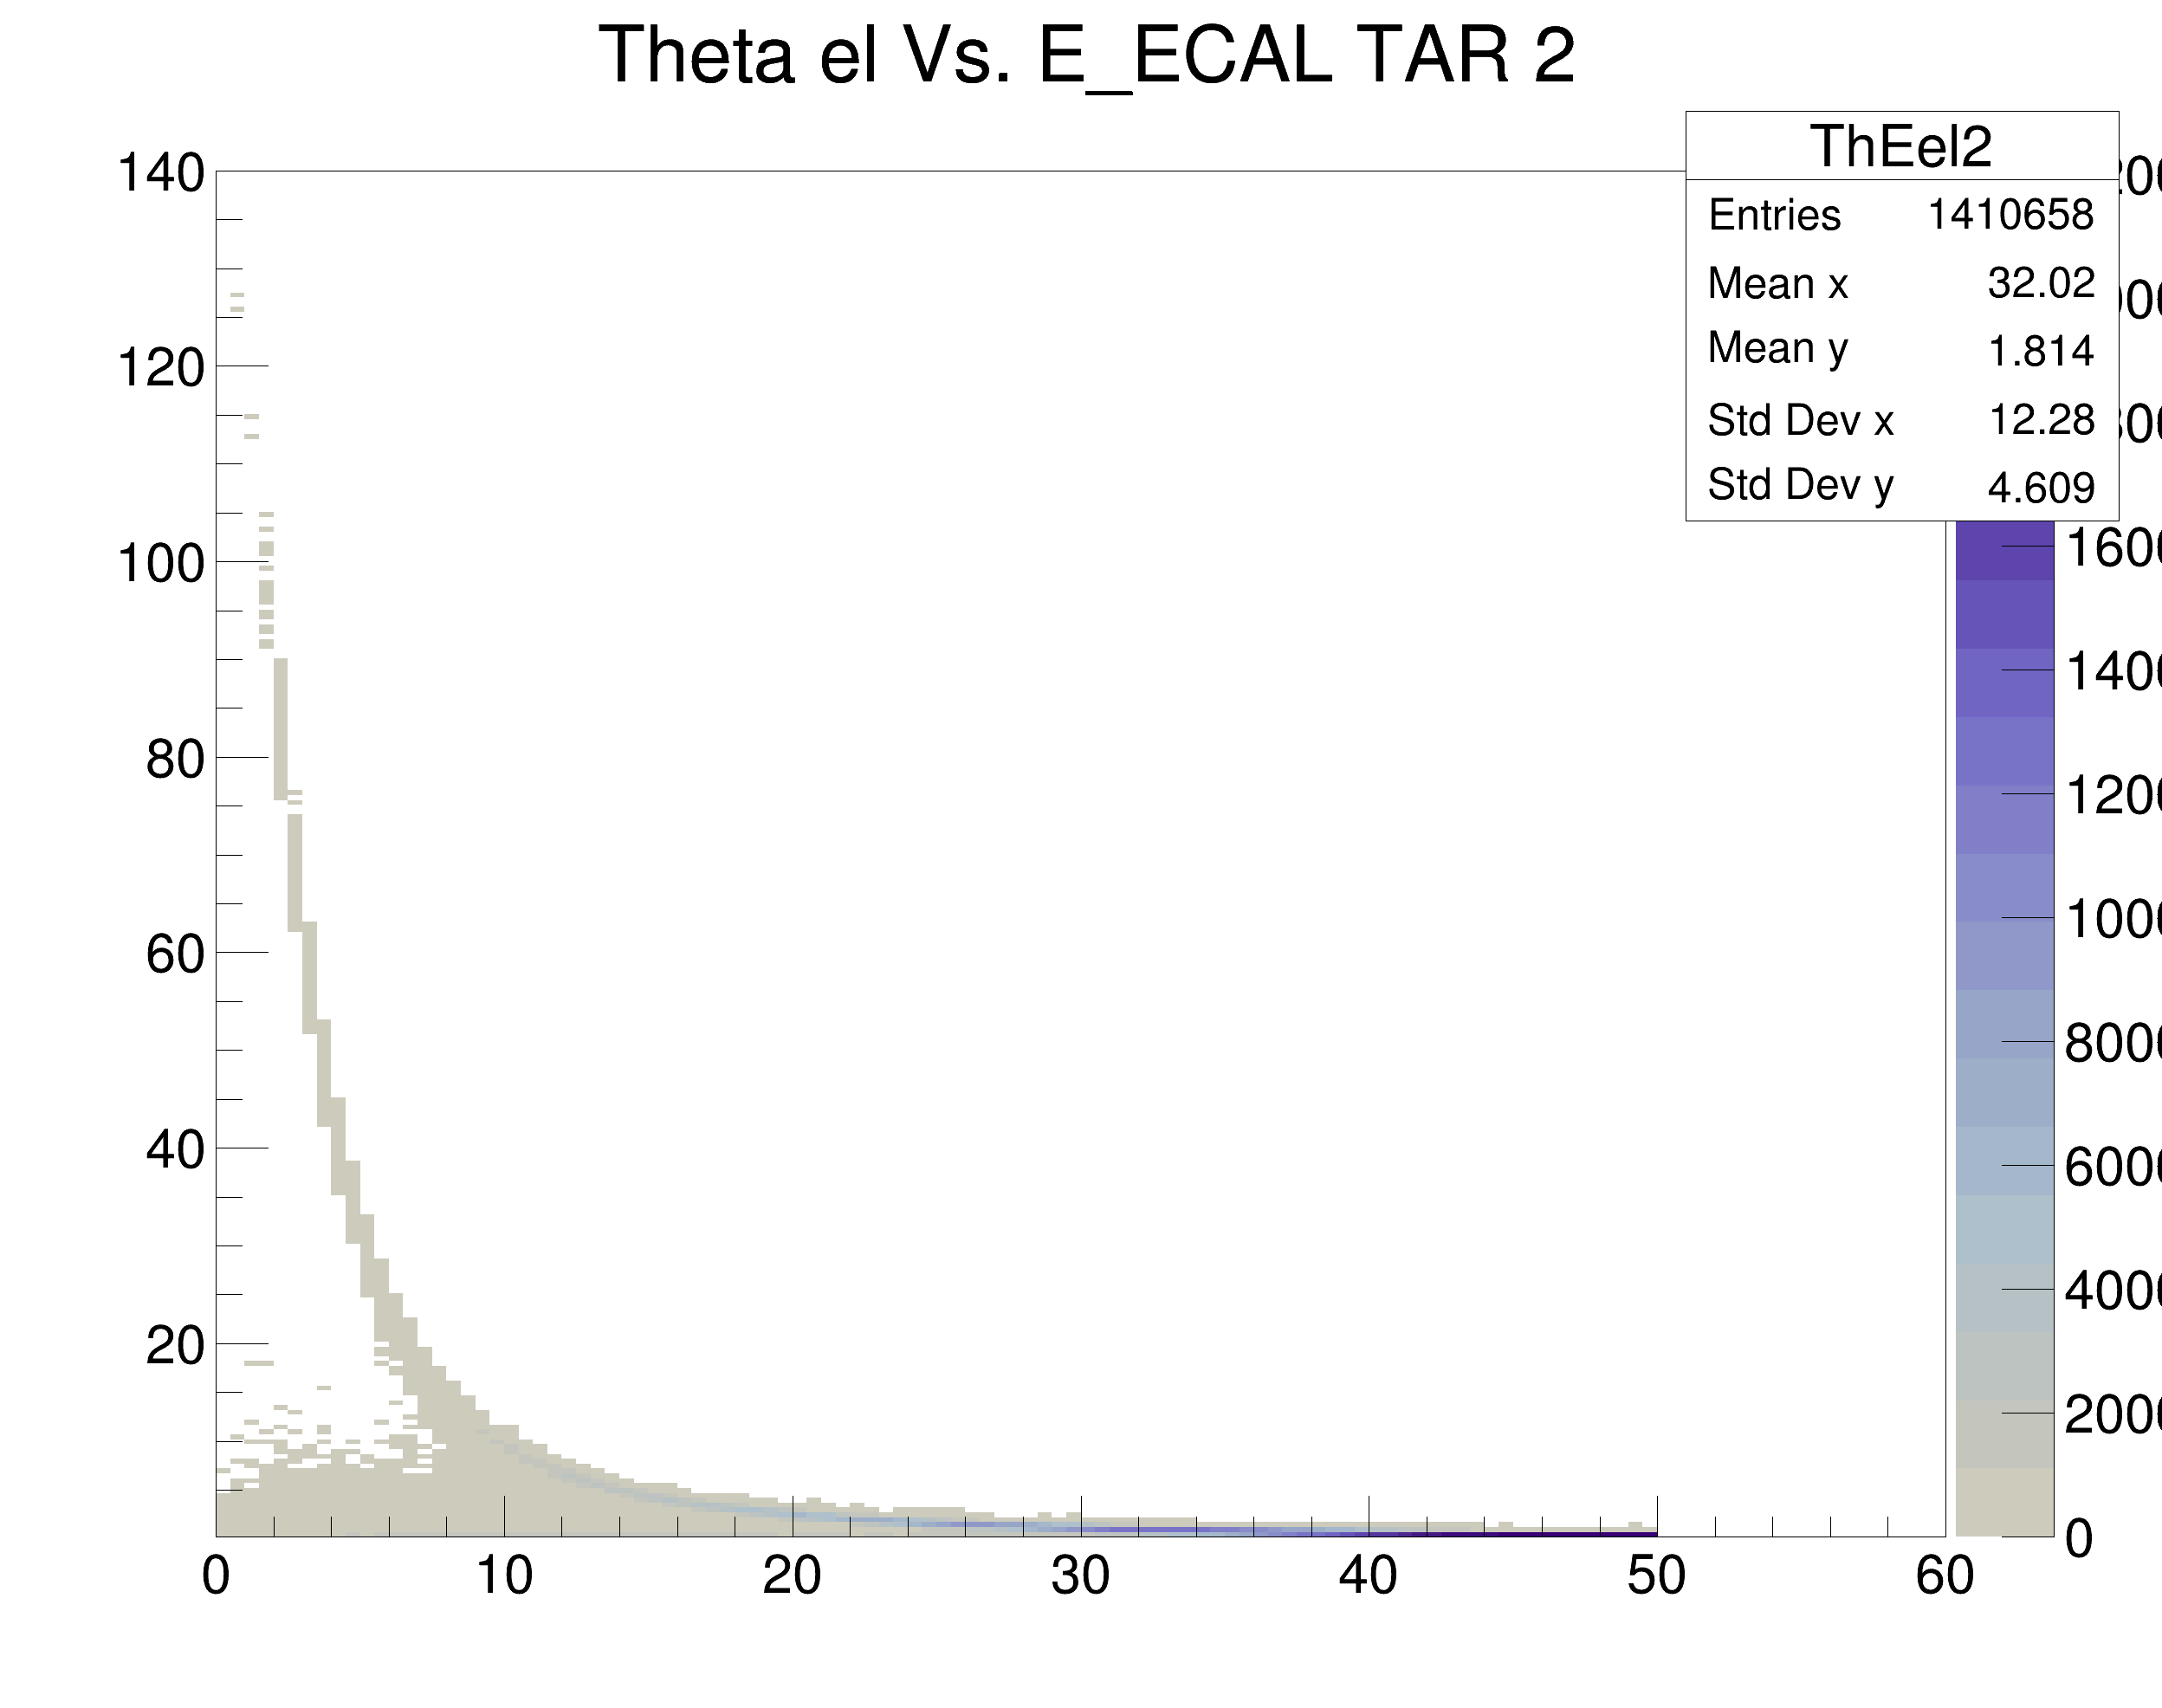 Theta el Vs. E_ECAL TAR 2
ThEel2
Entries 1410658
Mean x 32.02
Mean y 1.814
Std Dev x 12.28
Std Dev y 4.609
140
120
100
80
60
40
20
0
10
20
30
40
50
60
0